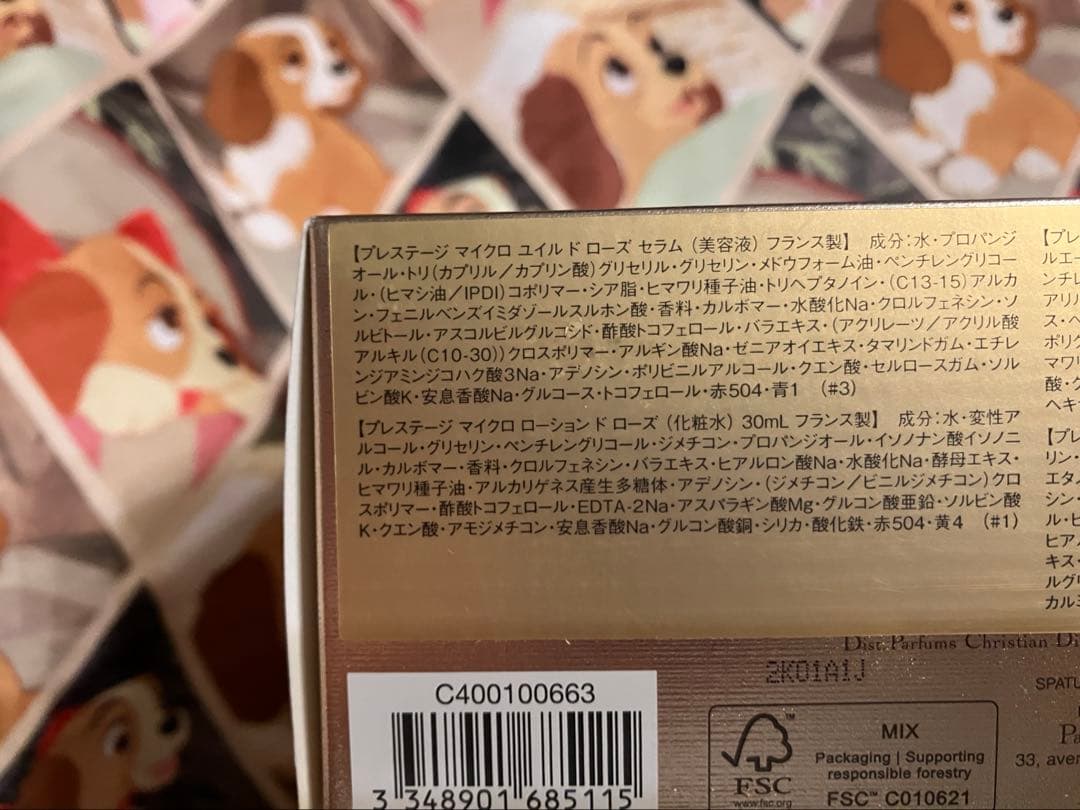 【プレステージ マイクロ ユイル ド ローズ セラム（美容液）フランス製】 成分：水・プロパンジ
オール・トリ（カプリル／カプリン酸）グリセリル・グリセリン・メドウフォーム油・ペンチレングリコー
ル・（ヒマシ油／IPDI）コポリマー・シア脂・ヒマワリ種子油・トリヘプタノイン・（C13-15）アルカ
ン・フェニルベンズイミダゾールスルホン酸・香料・カルボマー・水酸化Na・クロルフェネシン・ソ
ルビトール・アスコルビルグルコシド・酢酸トコフェロール・バラエキス・（アクリレーツ／アクリル酸
アルキル（C10-30））クロスポリマー・アルギン酸Na・ゼニアオイエキス・タマリンドガム・エチレ
ンジアミンジコハク酸3Na・アデノシン・ポリビニルアルコール・クエン酸・セルロースガム・ソル
ビン酸K・安息香酸Na・グルコース・トコフェロール・赤504・青1 （#3）
【プレステージ マイクロ ローション ド ローズ（化粧水）30mL フランス製】 成分：水・変性ア
ルコール・グリセリン・ペンチレングリコール・ジメチコン・プロパンジオール・イソノナン酸イソノニ
ル・カルボマー・香料・クロルフェネシン・バラエキス・ヒアルロン酸Na・水酸化Na・酵母エキス・
ヒマワリ種子油・アルカリゲネス産生多糖体・アデノシン・（ジメチコン／ビニルジメチコン）クロ
スポリマー・酢酸トコフェロール・EDTA-2Na・アスパラギン酸Mg・グルコン酸亜鉛・ソルビン酸
K・クエン酸・アモジメチコン・安息香酸Na・グルコン酸銅・シリカ・酸化鉄・赤504・黄4 （#1）
Dist. Parfums Christian Di
2K01A1J
C400100663
3 348901 685115
FSC
www.fsc.org
MIX
Packaging | Supporting
responsible forestry
FSC™ C010621
SPATU
Pa
33, aven